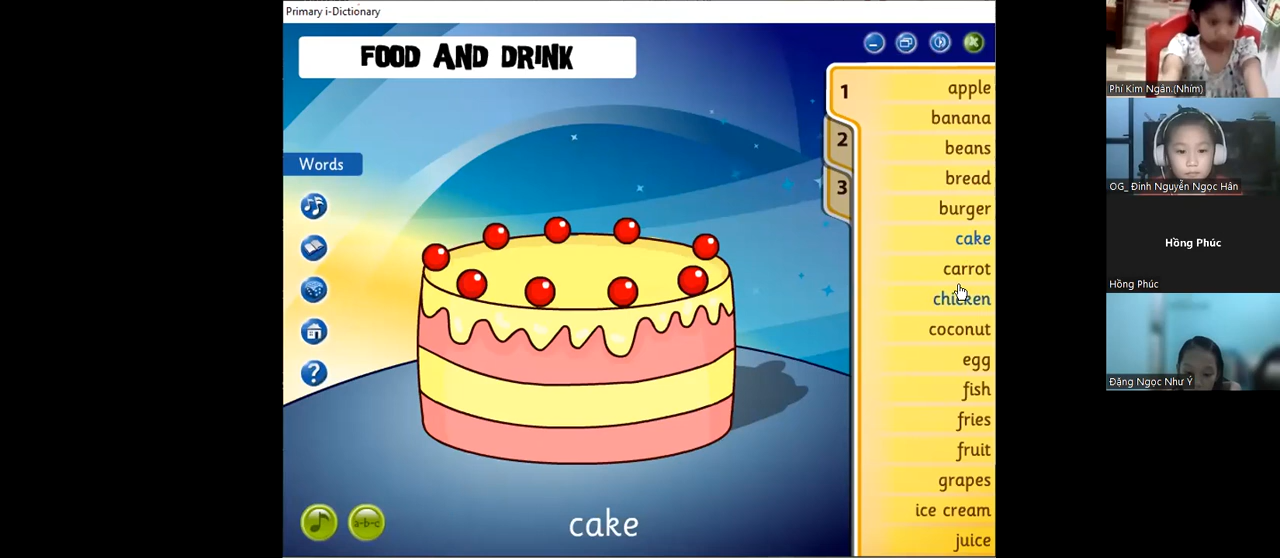 Primary i-Dictionary
FOOD AND DRINK
Words
1
2
3
apple
banana
beans
bread
burger
cake
carrot
chicken
coconut
egg
fish
fries
fruit
grapes
ice cream
juice
a-b-c
cake
Phí Kim Ngân.(Nhím)
OG_ Đinh Nguyễn Ngọc Hân
Hồng Phúc
Hồng Phúc
Đặng Ngọc Như Ý